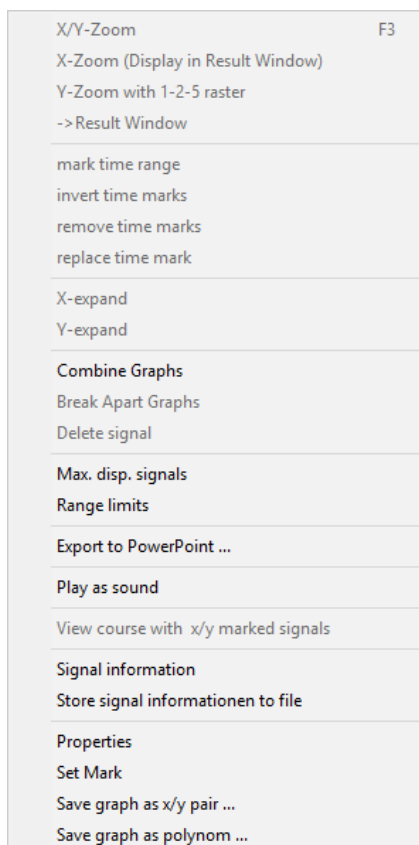 X/Y-Zoom F3
X-Zoom (Display in Result Window)
Y-Zoom with 1-2-5 raster
->Result Window
mark time range
invert time marks
remove time marks
replace time mark
X-expand
Y-expand
Combine Graphs
Break Apart Graphs
Delete signal
Max. disp. signals
Range limits
Export to PowerPoint ...
Play as sound
View course with  x/y marked signals
Signal information
Store signal informationen to file
Properties
Set Mark
Save graph as x/y pair ...
Save graph as polynom ...